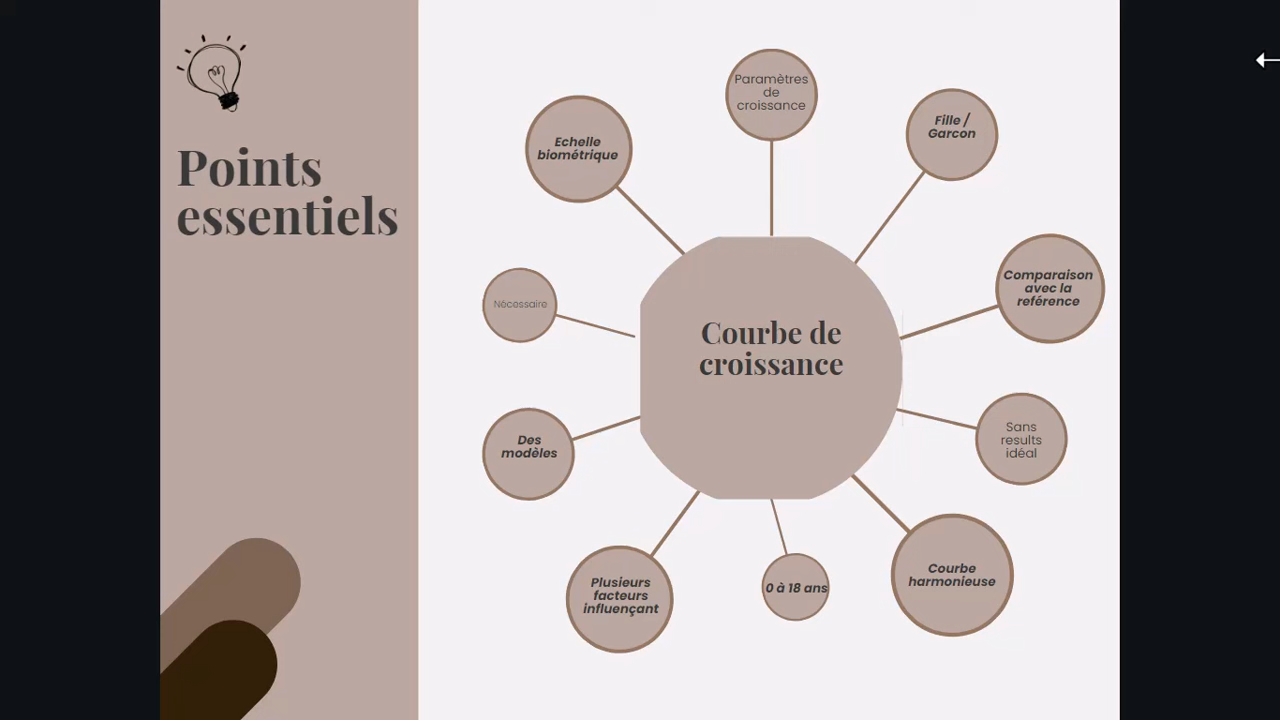 Points
essentiels
Paramètres
de
croissance
Fille /
Garcon
Echelle
biométrique
Comparaison
avec la
reférence
Nécessaire
Courbe de
croissance
Sans
results
idéal
Des
modèles
Courbe
harmonieuse
Plusieurs
facteurs
influençant
0 à 18 ans